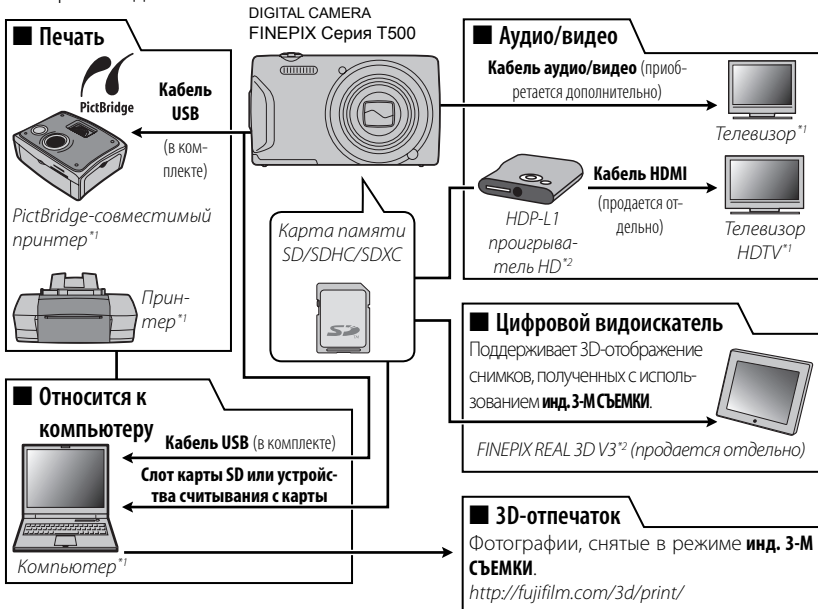 DIGITAL CAMERA
FINEPIX Серия T500
■ Печать
PictBridge
Кабель
USB
(в ком-
плекте)
PictBridge-совместимый
принтер*1
Прин-
тер*1
■ Аудио/видео
Кабель аудио/видео (приоб-
ретается дополнительно)
Телевизор*1
HDP-L1
проигрыва-
тель HD*2
Кабель HDMI
(продается от-
дельно)
Телевизор
HDTV*1
Карта памяти
SD/SDHC/SDXC
SD
■ Цифровой видоискатель
Поддерживает 3D-отображение
снимков, полученных с исполь-
зованием инд. 3-М СЪЕМКИ.
FINEPIX REAL 3D V3*2 (продается отдельно)
■ Относится к
компьютеру
Кабель USB (в комплекте)
Слот карты SD или устройс-
тва считывания с карты
Компьютер*1
■ 3D-отпечаток
Фотографии, снятые в режиме инд. 3-М
СЪЕМКИ.
http://fujifilm.com/3d/print/